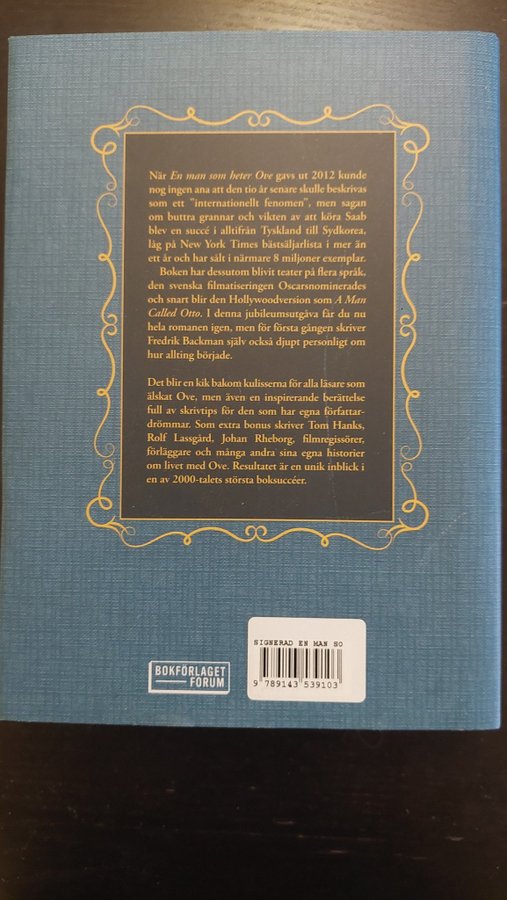 När En man som heter Ove gavs ut 2012 kunde
nog ingen ana att den tio år senare skulle beskrivas
som ett "internationellt fenomen", men sagan
om buttra grannar och vikten av att köra Saab
blev en succé i alltifrån Tyskland till Sydkorea,
låg på New York Times bästsäljarlista i mer än
ett år och har sålt i närmare 8 miljoner exemplar.
Boken har dessutom blivit teater på flera språk,
den svenska filmatiseringen Oscarsnominerades
och snart blir den Hollywoodversion som A Man
Called Otto. I denna jubileumsutgåva får du nu
hela romanen igen, men för första gången skriver
Fredrik Backman själv också djupt personligt om
hur allting började.
Det blir en kik bakom kulisserna för alla läsare som
älskat Ove, men även en inspirerande berättelse
full av skrivtips för den som har egna författar-
drömmar. Som extra bonus skriver Tom Hanks,
Rolf Lassgård, Johan Rheborg, filmregissörer,
förläggare och många andra sina egna historier
om livet med Ove. Resultatet är en unik inblick i
en av 2000-talets största boksuccéer.
SIGNERAD EN MAN SO
9 789143 539103
BOKFÖRLAGET
FORUM